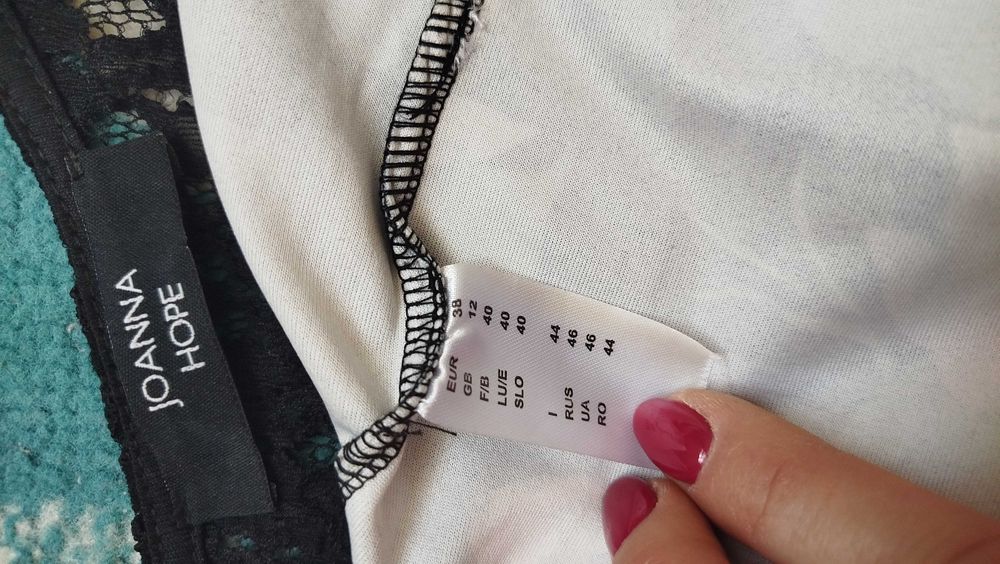 JOANNA
HOPE
EUR 38
GB 12
F/B 40
LU/E 40
SLO 40
I 44
RUS 46
UA 46
RO 44